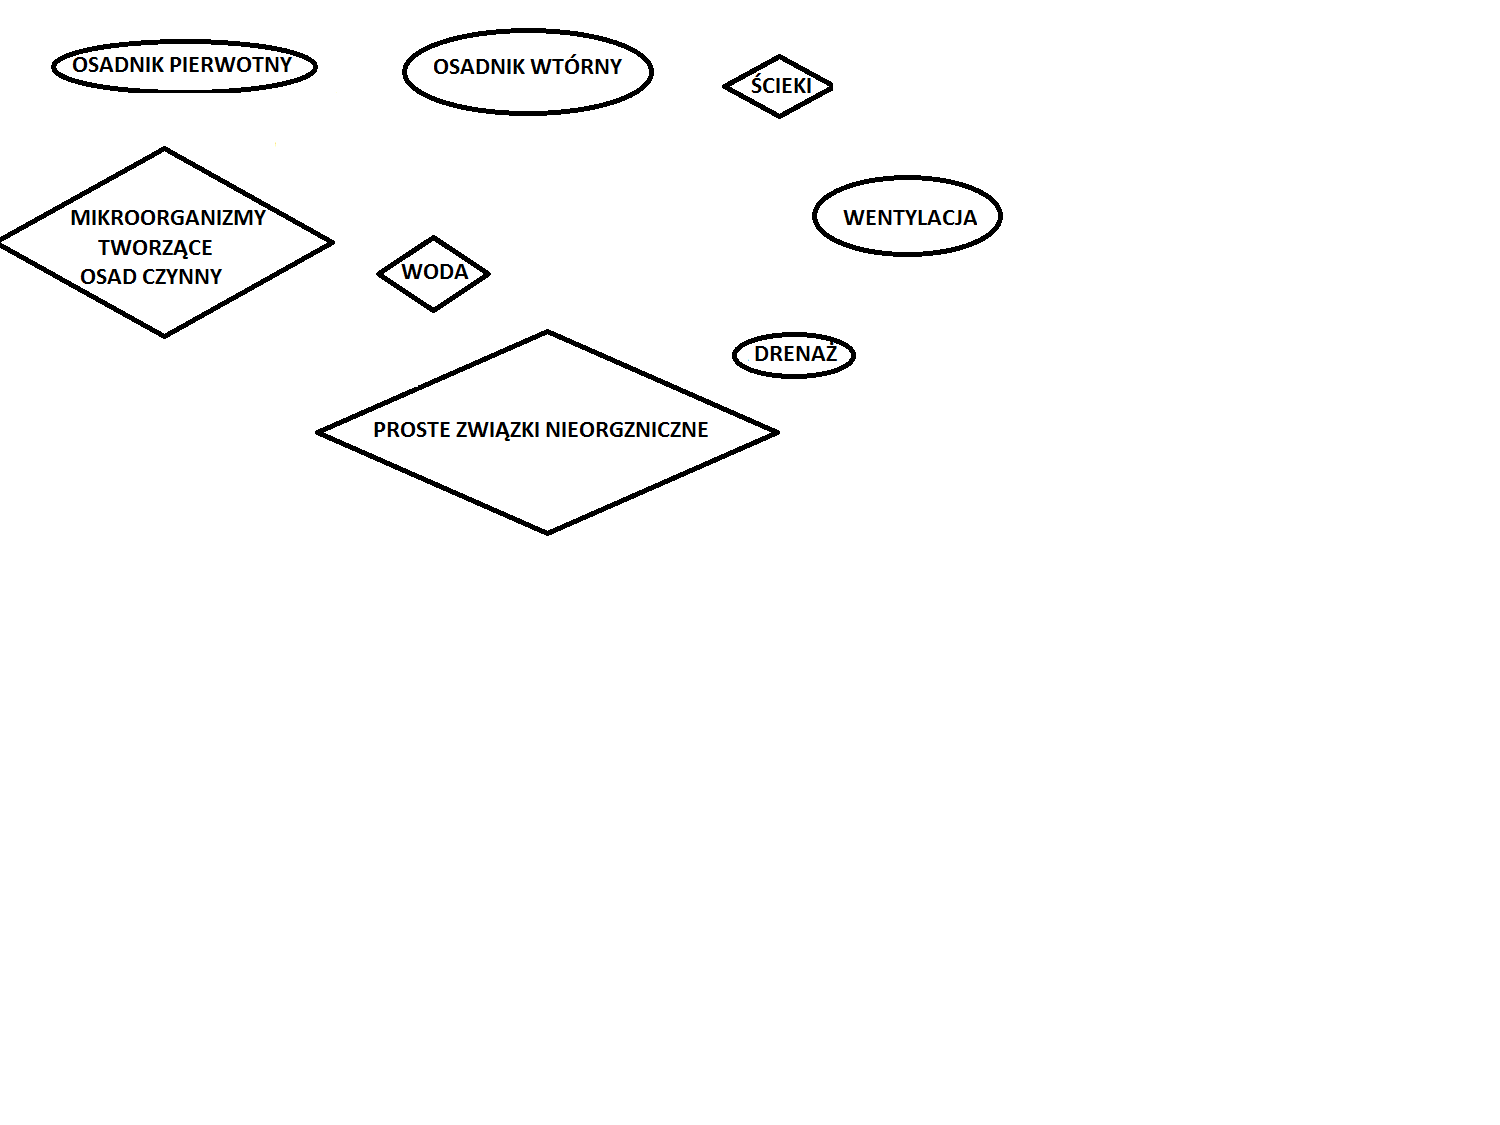 OSADNIK PIERWOTNY
OSADNIK WTÓRNY
ŚCIEKI
MIKROORGANIZMY
TWORZĄCE
OSAD CZYNNY
WENTYLACJA
WODA
DRENAŻ
PROSTE ZWIĄZKI NIEORGZNICZNE